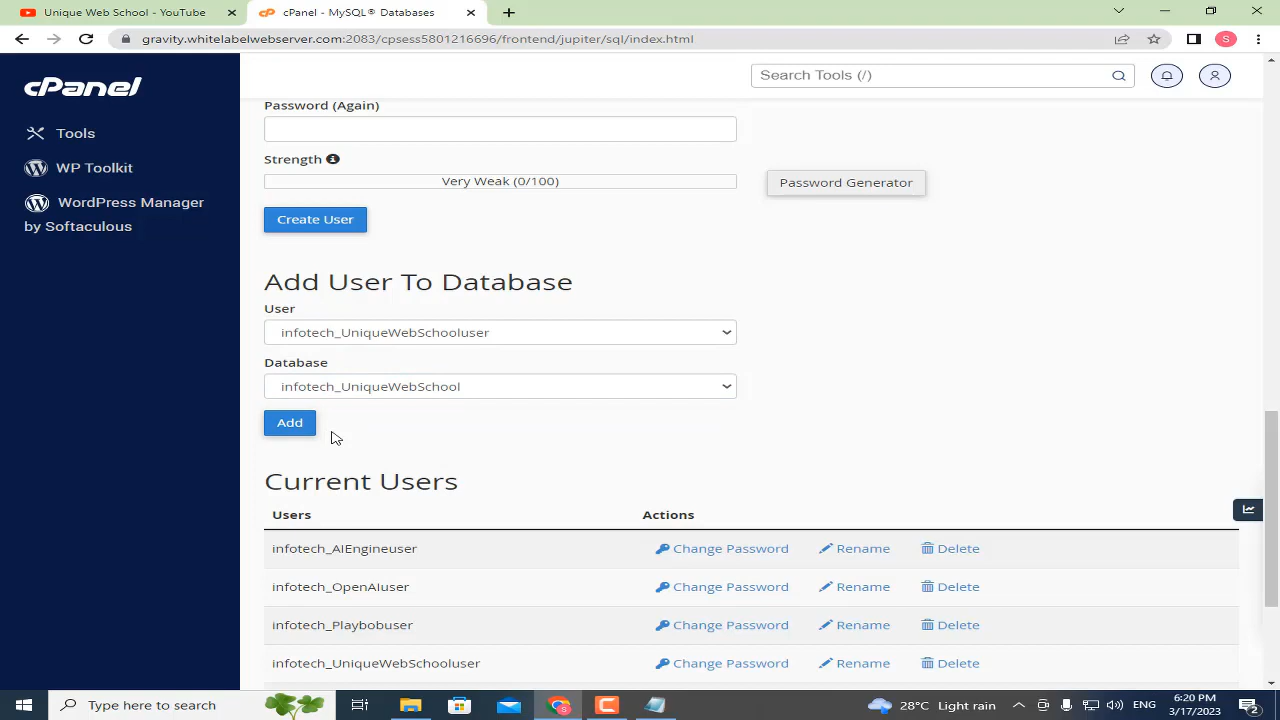 Unique Web School - YouTube
cPanel - MySQL® Databases
gravity.whitelabelwebserver.com:2083/cpsess5801216696/frontend/jupiter/sql/index.html
S
cPanel
Search Tools (/)
Tools
WP Toolkit
WordPress Manager
by Softaculous
Password (Again)
Strength
Very Weak (0/100)
Password Generator
Create User
Add User To Database
User
infotech_UniqueWebSchooluser
Database
infotech_UniqueWebSchool
Add
Current Users
Users Actions
infotech_AIEngineuser Change Password Rename Delete
infotech_OpenAIuser Change Password Rename Delete
infotech_Playbobuser Change Password Rename Delete
infotech_UniqueWebSchooluser Change Password Rename Delete
Type here to search
28°C Light rain
ENG
6:20 PM
3/17/2023
2